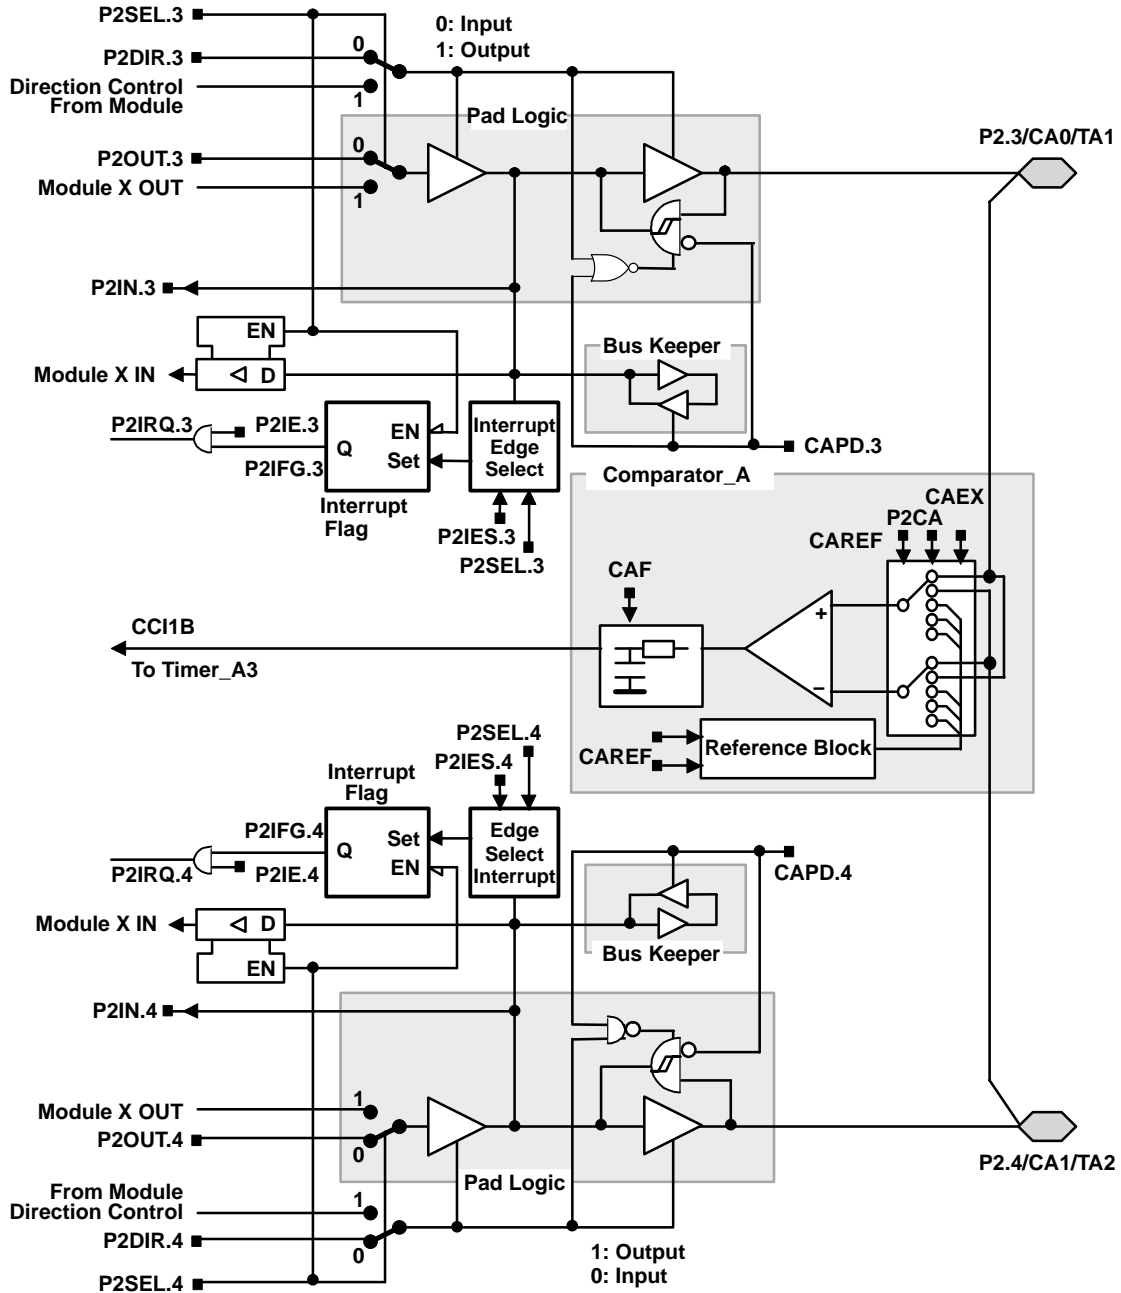 P2SEL.3
0: Input
1: Output
P2DIR.3
0
Direction Control
From Module
1
Pad Logic
P2.3/CA0/TA1
P2OUT.3
0
Module X OUT
1
P2IN.3
EN
Bus Keeper
Module X IN
D
P2IRQ.3
P2IE.3
P2IFG.3
Q
EN
Set
Interrupt
Edge
Select
CAPD.3
Comparator_A
Interrupt
Flag
P2IES.3
P2SEL.3
CAEX
P2CA
CAREF
CAF
CCI1B
To Timer_A3
+
−
Reference Block
CAREF
P2SEL.4
P2IES.4
Interrupt
Flag
P2IFG.4
P2IRQ.4
P2IE.4
Q
Set
EN
Edge
Select
Interrupt
CAPD.4
Module X IN
D
EN
Bus Keeper
P2IN.4
Module X OUT
1
P2OUT.4
0
Pad Logic
P2.4/CA1/TA2
From Module
Direction Control
1
P2DIR.4
0
1: Output
0: Input
P2SEL.4